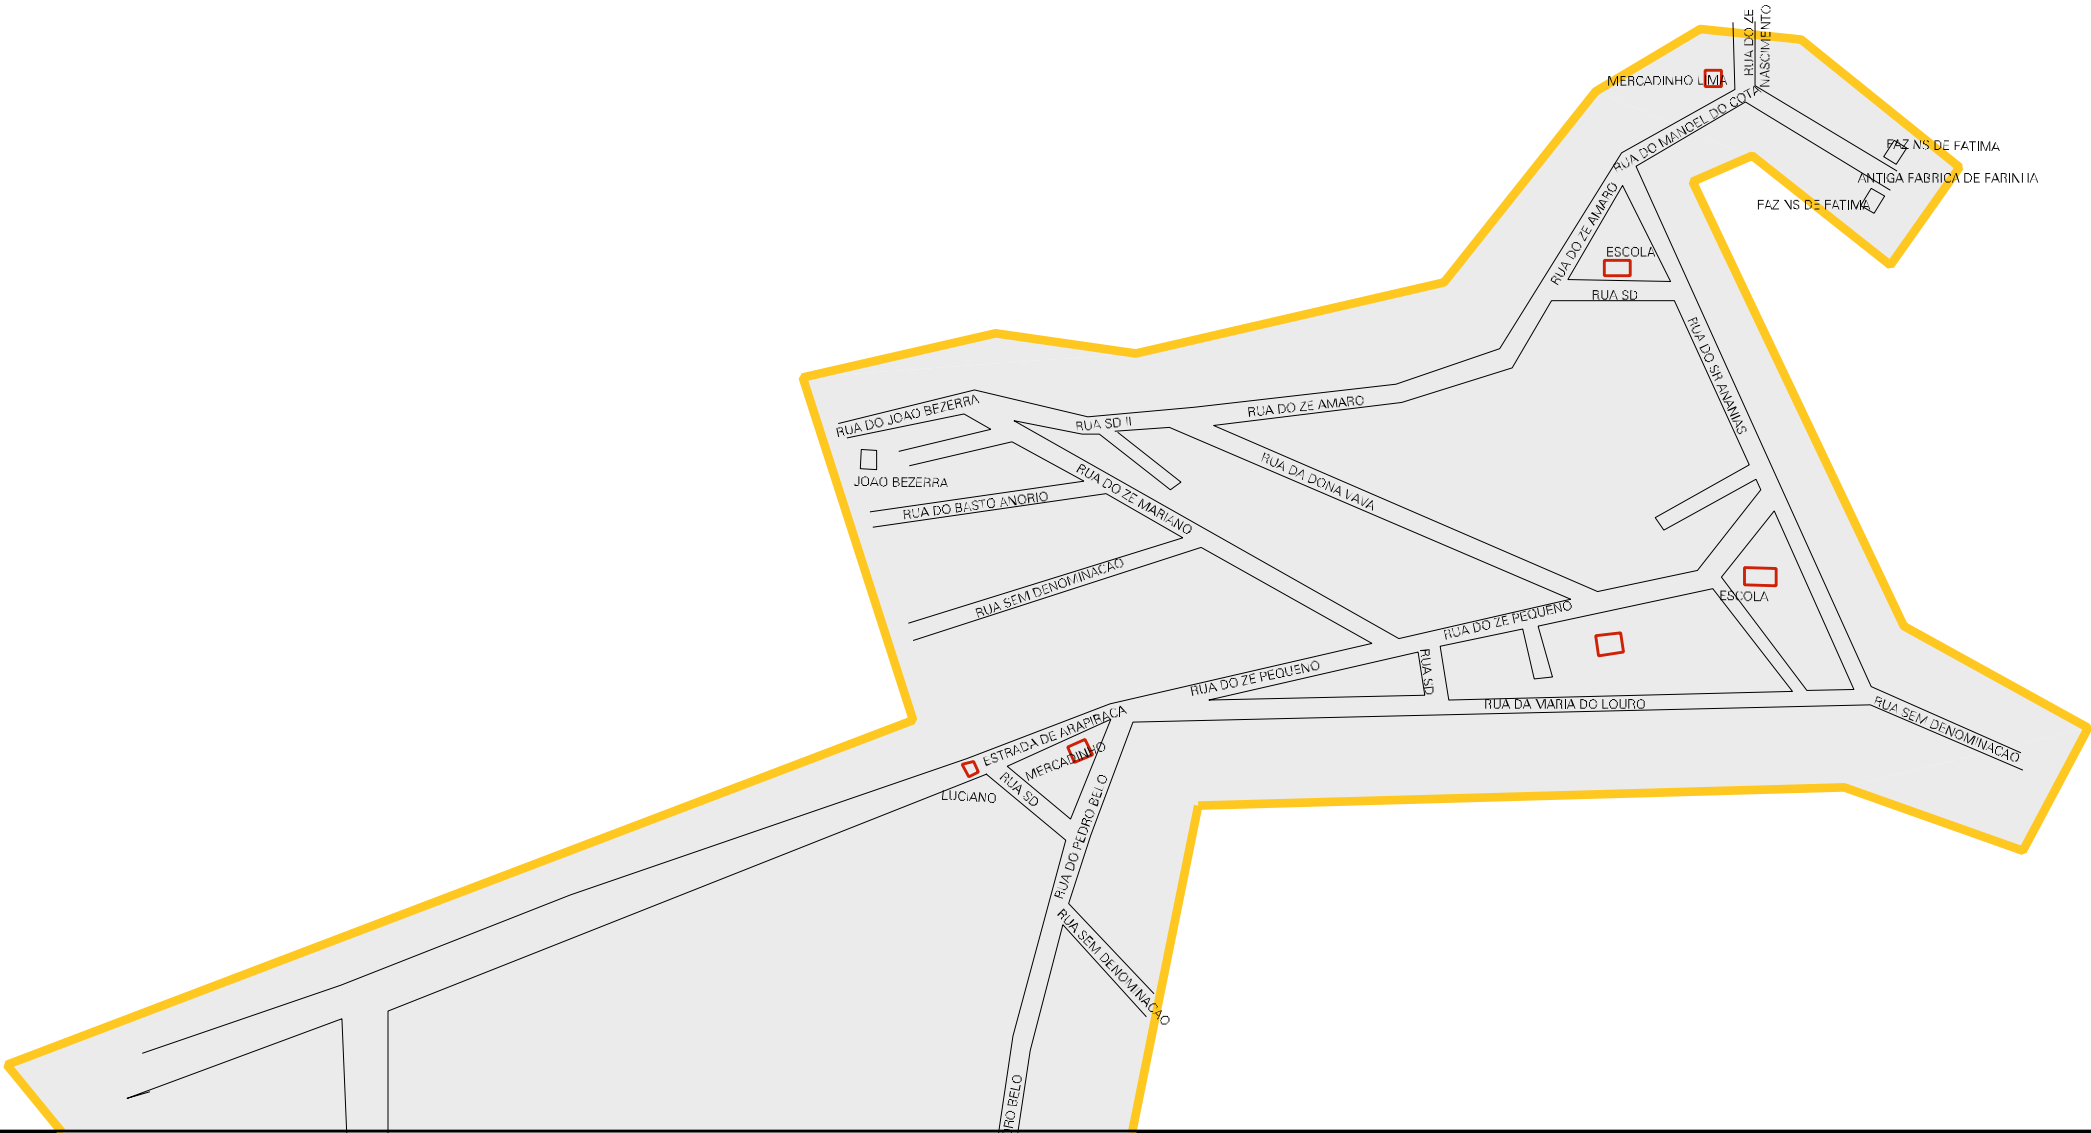 RUA DO ZE
NASCIMENTO
MERCADINHO LIMA
RUA DO MANOEL DO COTA
FAZ NS DE FATIMA
ANTIGA FABRICA DE FARINHA
FAZ NS DE FATIMA
RUA DO ZE AMARO
ESCOLA
RUA SD
RUA DO SR ANANIAS
RUA DO JOAO BEZERRA
RUA SD II
RUA DO ZE AMARO
JOAO BEZERRA
RUA DO BASTO ANORIO
RUA DO ZE MARIANO
RUA DA DONA VAVA
RUA SEM DENOMINACAO
ESCOLA
RUA DO ZE PEQUENO
RUA DO ZE PEQUENO
RUA SD
RUA DA MARIA DO LOURO
RUA SEM DENOMINACAO
ESTRADA DE ARAPIRACA
MERCADINHO
RUA SD
LUCIANO
RUA DO PEDRO BELO
RUA SEM DENOMINACAO
BELO